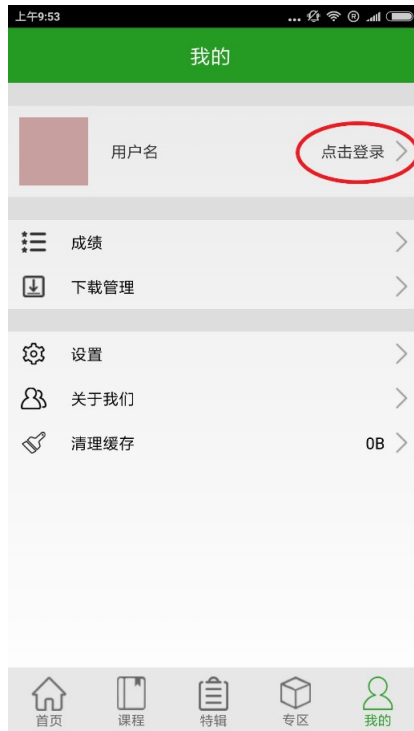 上午9:53 ... R
我的
用户名 点击登录
成绩
下载管理
设置
关于我们
清理缓存 0B
首页 课程 特辑 专区 我的